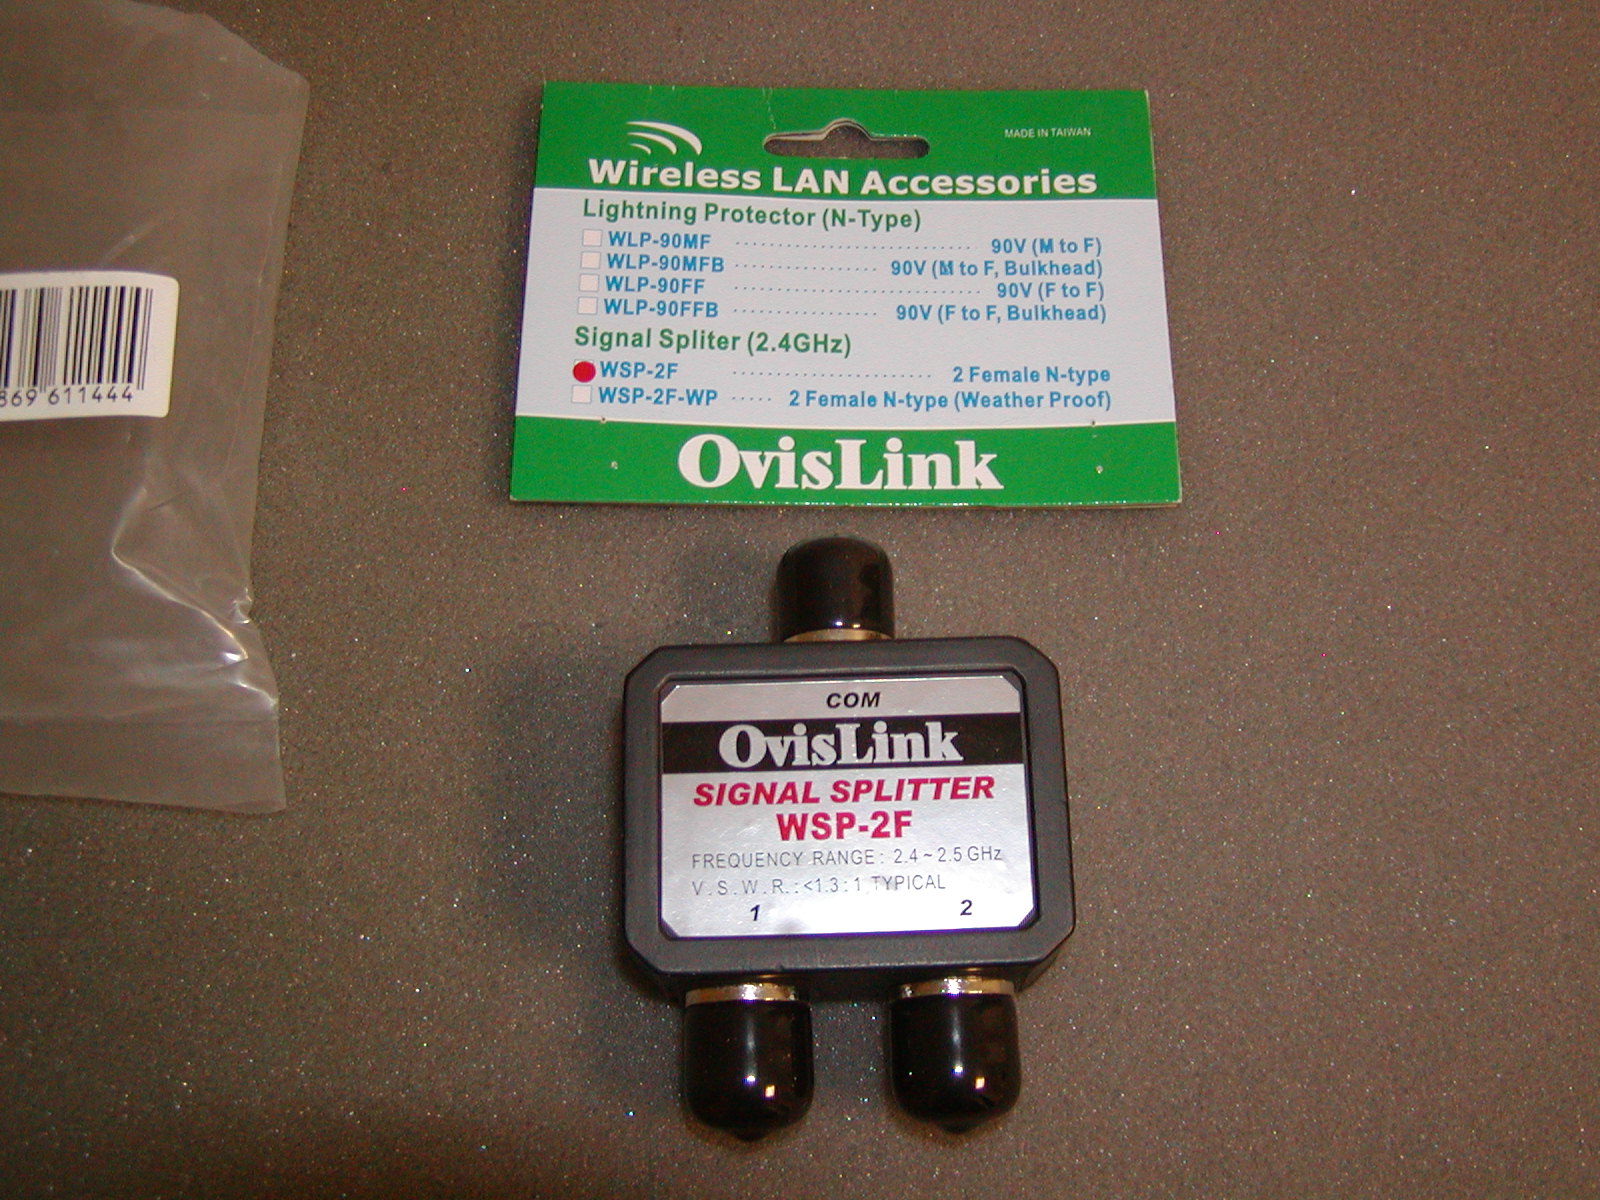 MADE IN TAIWAN
Wireless LAN Accessories
Lightning Protector (N-Type)
WLP-90MF ........................... 90V (M to F)
WLP-90MFB ................ 90V (M to F, Bulkhead)
WLP-90FF ............................ 90V (F to F)
WLP-90FFB ................ 90V (F to F, Bulkhead)
Signal Spliter (2.4GHz)
WSP-2F ...................... 2 Female N-type
WSP-2F-WP ..... 2 Female N-type (Weather Proof)
OvisLink
869 611444
COM
OvisLink
SIGNAL SPLITTER
WSP-2F
FREQUENCY RANGE: 2.4~2.5GHz
V.S.W.R.:<1.3:1 TYPICAL
1 2